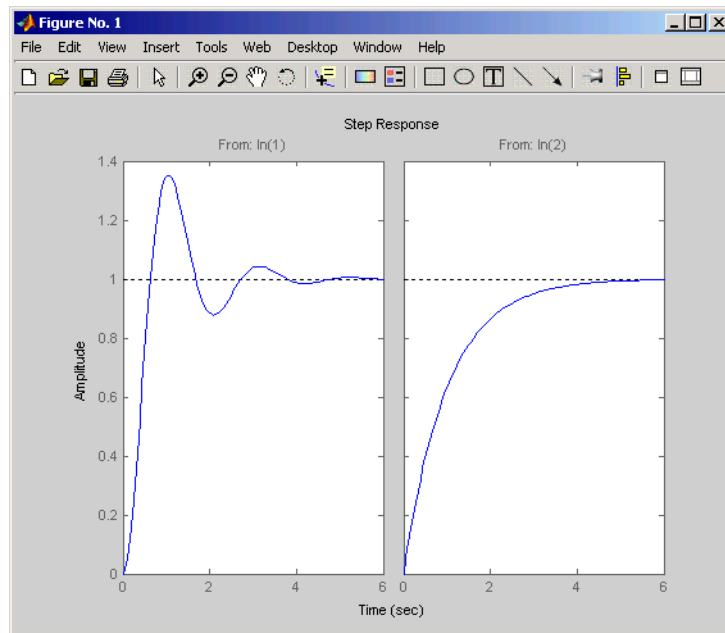 Figure No. 1
File Edit View Insert Tools Web Desktop Window Help
T
Step Response
From: In(1) From: In(2)
1.4
1.2
1
0.8
0.6
0.4
0.2
0
Amplitude
0 2 4 6 0 2 4 6
Time (sec)